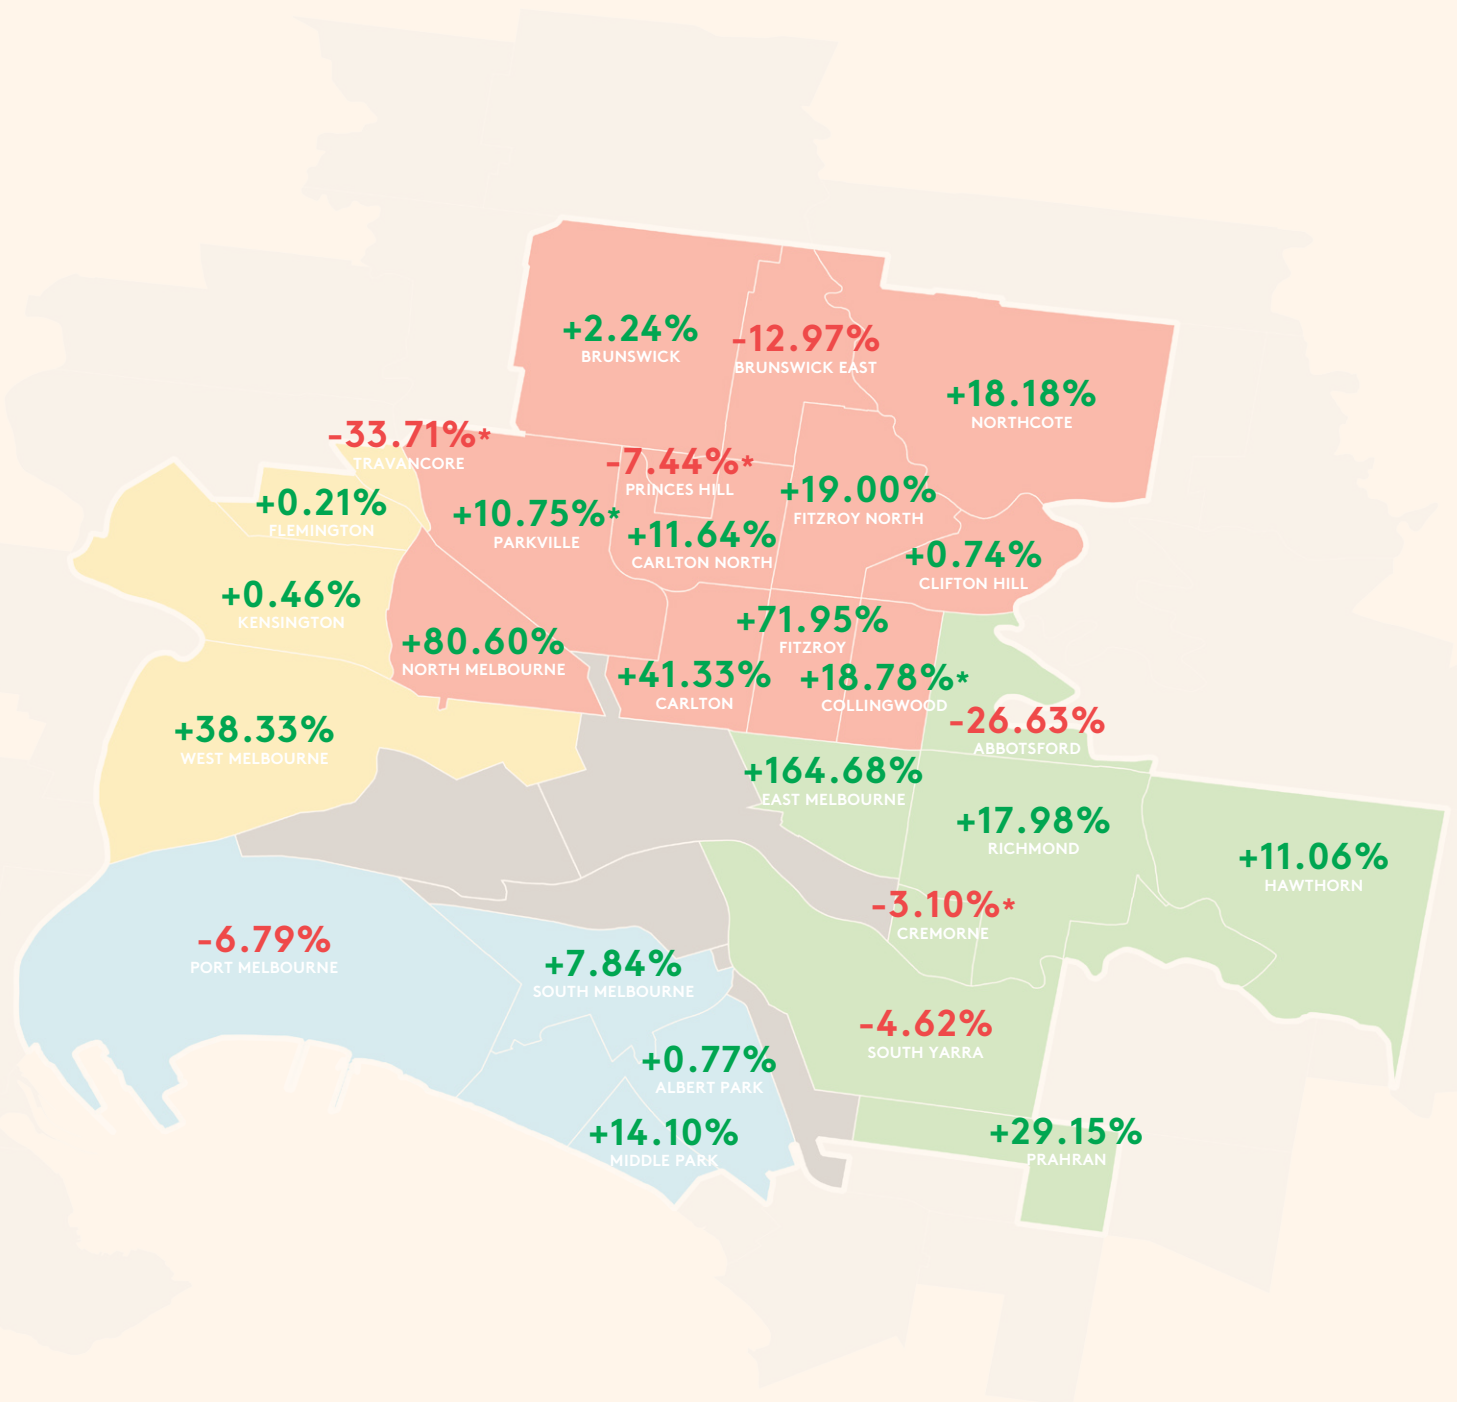 +2.24%
BRUNSWICK
-12.97%
BRUNSWICK EAST
+18.18%
NORTHCOTE
-33.71%*
TRAVANCORE
-7.44%*
PRINCES HILL
+0.21%
FLEMINGTON
+10.75%*
PARKVILLE
+19.00%
FITZROY NORTH
+11.64%
CARLTON NORTH
+0.74%
CLIFTON HILL
+0.46%
KENSINGTON
+80.60%
NORTH MELBOURNE
+71.95%
FITZROY
+41.33%
CARLTON
+18.78%*
COLLINGWOOD
+38.33%
WEST MELBOURNE
-26.63%
ABBOTSFORD
+164.68%
EAST MELBOURNE
+17.98%
RICHMOND
+11.06%
HAWTHORN
-3.10%*
CREMORNE
-6.79%
PORT MELBOURNE
+7.84%
SOUTH MELBOURNE
-4.62%
SOUTH YARRA
+0.77%
ALBERT PARK
+14.10%
MIDDLE PARK
+29.15%
PRAHRAN